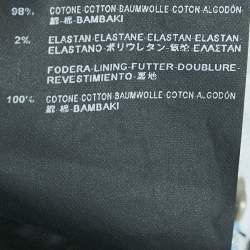 98% COTONE-COTTON-BAUMWOLLE-COTON-ALGODÓN
綿-棉-BAMBAKI
2% ELASTAN-ELASTANE-ELASTAN-ELASTAN
ELASTANO-ポリウレタン-氨纶-ΕΛΑΣΤΑΝ
FODERA-LINING-FUTTER-DOUBLURE-
REVESTIMIENTO-裏地
100% COTONE-COTTON-BAUMWOLLE-COTON-ALGODÓN
綿-棉-BAMBAKI